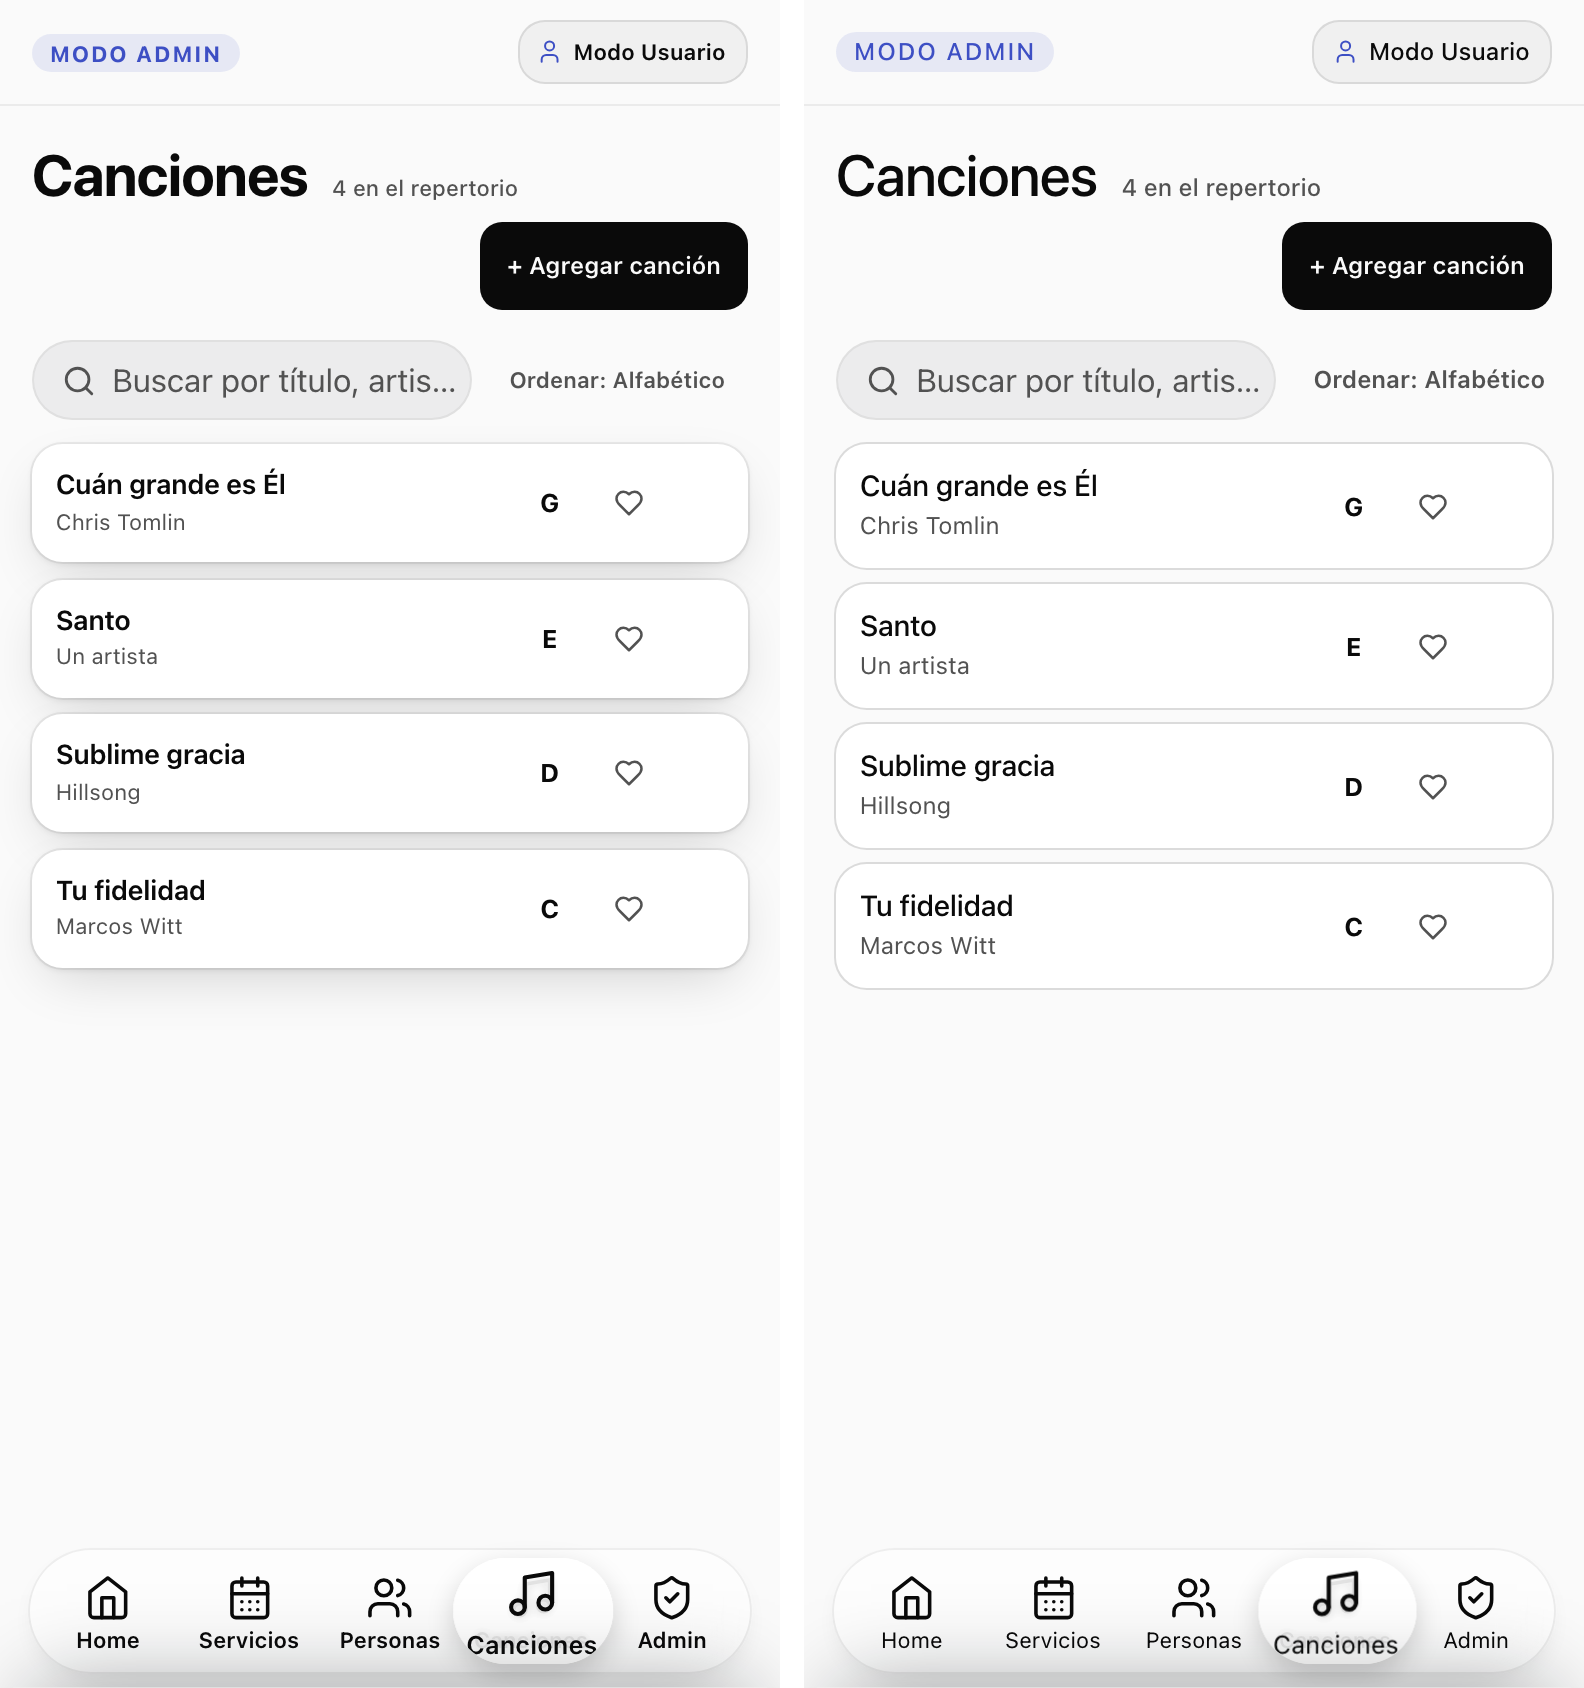 MODO ADMIN
Modo Usuario
Canciones
4 en el repertorio
+ Agregar canción
Buscar por título, artis...
Ordenar: Alfabético
Cuán grande es Él
Chris Tomlin
G
Santo
Un artista
E
Sublime gracia
Hillsong
D
Tu fidelidad
Marcos Witt
C
Home
Servicios
Personas
Canciones
Admin
MODO ADMIN
Modo Usuario
Canciones
4 en el repertorio
+ Agregar canción
Buscar por título, artis...
Ordenar: Alfabético
Cuán grande es Él
Chris Tomlin
G
Santo
Un artista
E
Sublime gracia
Hillsong
D
Tu fidelidad
Marcos Witt
C
Home
Servicios
Personas
Canciones
Admin